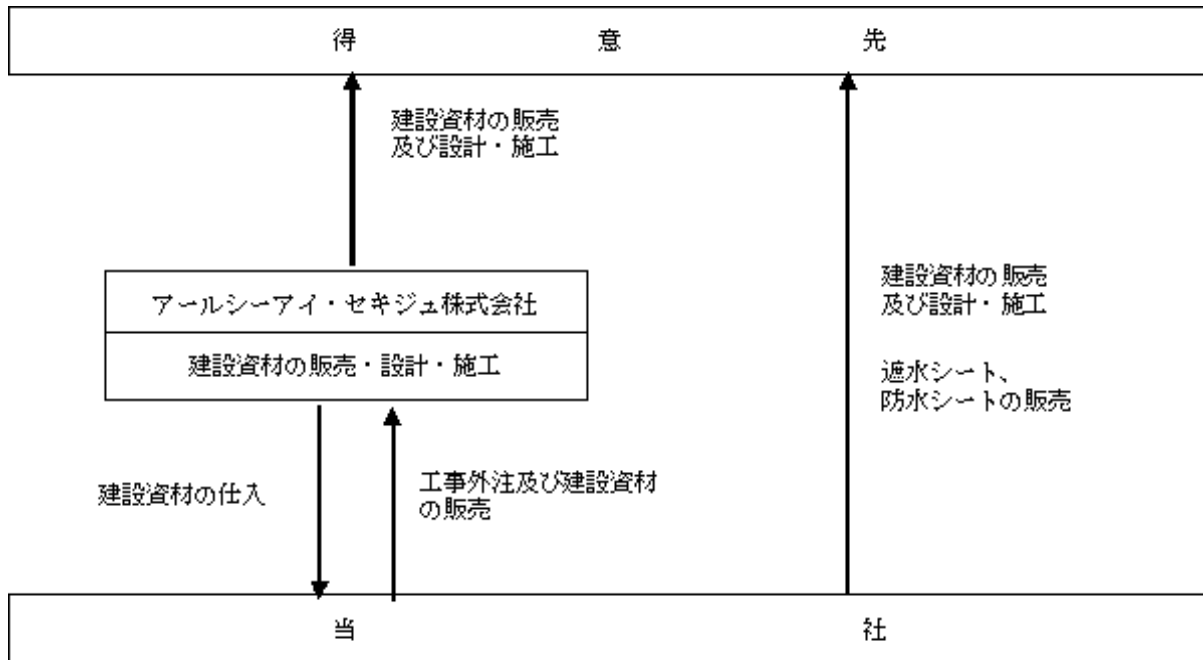 得意先
建設資材の販売
及び設計・施工
アールシーアイ・セキジュ株式会社
建設資材の販売・設計・施工
建設資材の販売
及び設計・施工
遮水シート、
防水シートの販売
建設資材の仕入
工事外注及び建設資材
の販売
当社